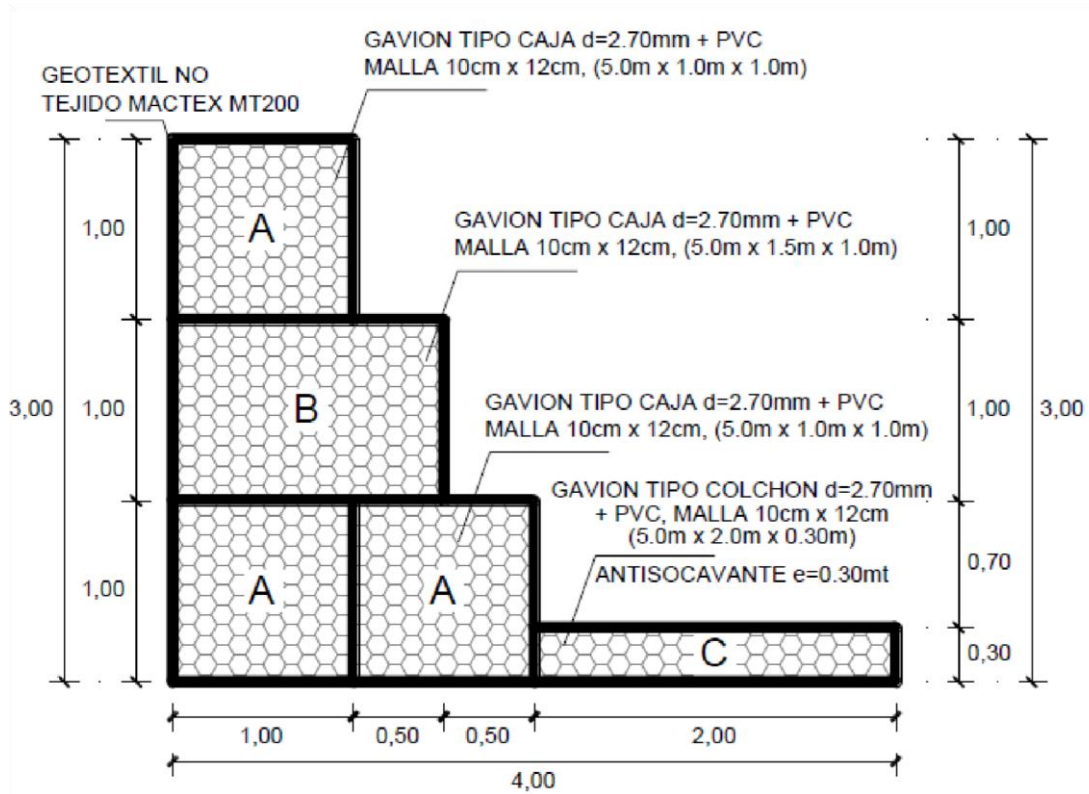 GAVION TIPO CAJA d=2.70mm + PVC
MALLA 10cm x 12cm, (5.0m x 1.0m x 1.0m)
GEOTEXTIL NO
TEJIDO MACTEX MT200
A
1,00
1,00
GAVION TIPO CAJA d=2.70mm + PVC
MALLA 10cm x 12cm, (5.0m x 1.5m x 1.0m)
3,00
1,00
B
1,00
3,00
GAVION TIPO CAJA d=2.70mm + PVC
MALLA 10cm x 12cm, (5.0m x 1.0m x 1.0m)
GAVION TIPO COLCHON d=2.70mm
+ PVC, MALLA 10cm x 12cm
(5.0m x 2.0m x 0.30m)
ANTISOCAVANTE e=0.30mt
1,00
A
A
0,70
C
0,30
1,00
0,50
0,50
2,00
4,00